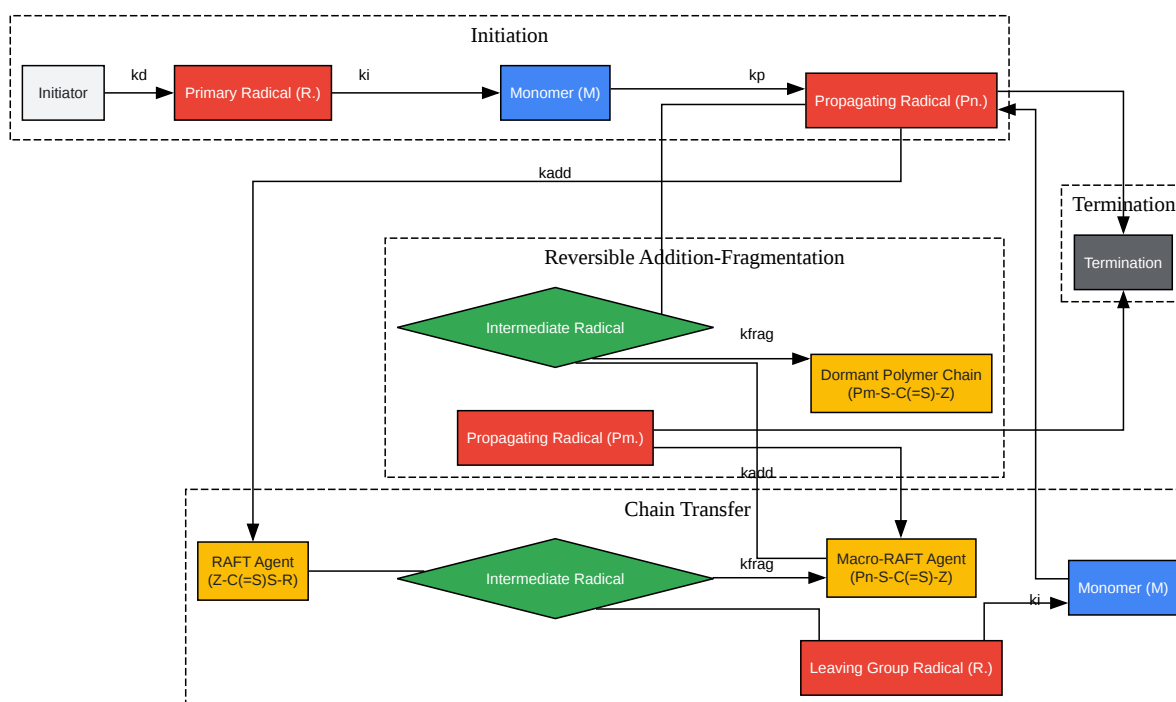 Initiation
Initiator
kd
Primary Radical (R.)
ki
Monomer (M)
kp
Propagating Radical (Pn.)
kadd
Termination
Termination
Reversible Addition-Fragmentation
Intermediate Radical
kfrag
Dormant Polymer Chain
(Pm-S-C(=S)-Z)
Propagating Radical (Pm.)
kadd
Chain Transfer
RAFT Agent
(Z-C(=S)S-R)
Intermediate Radical
kfrag
Macro-RAFT Agent
(Pn-S-C(=S)-Z)
Monomer (M)
ki
Leaving Group Radical (R.)